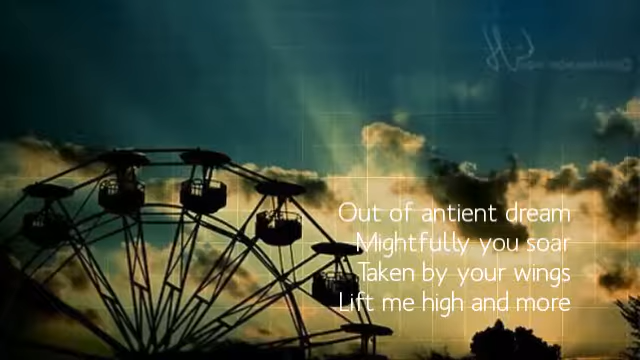 Out of antient dream
Mightfully you soar
Taken by your wings
Lift me high and more